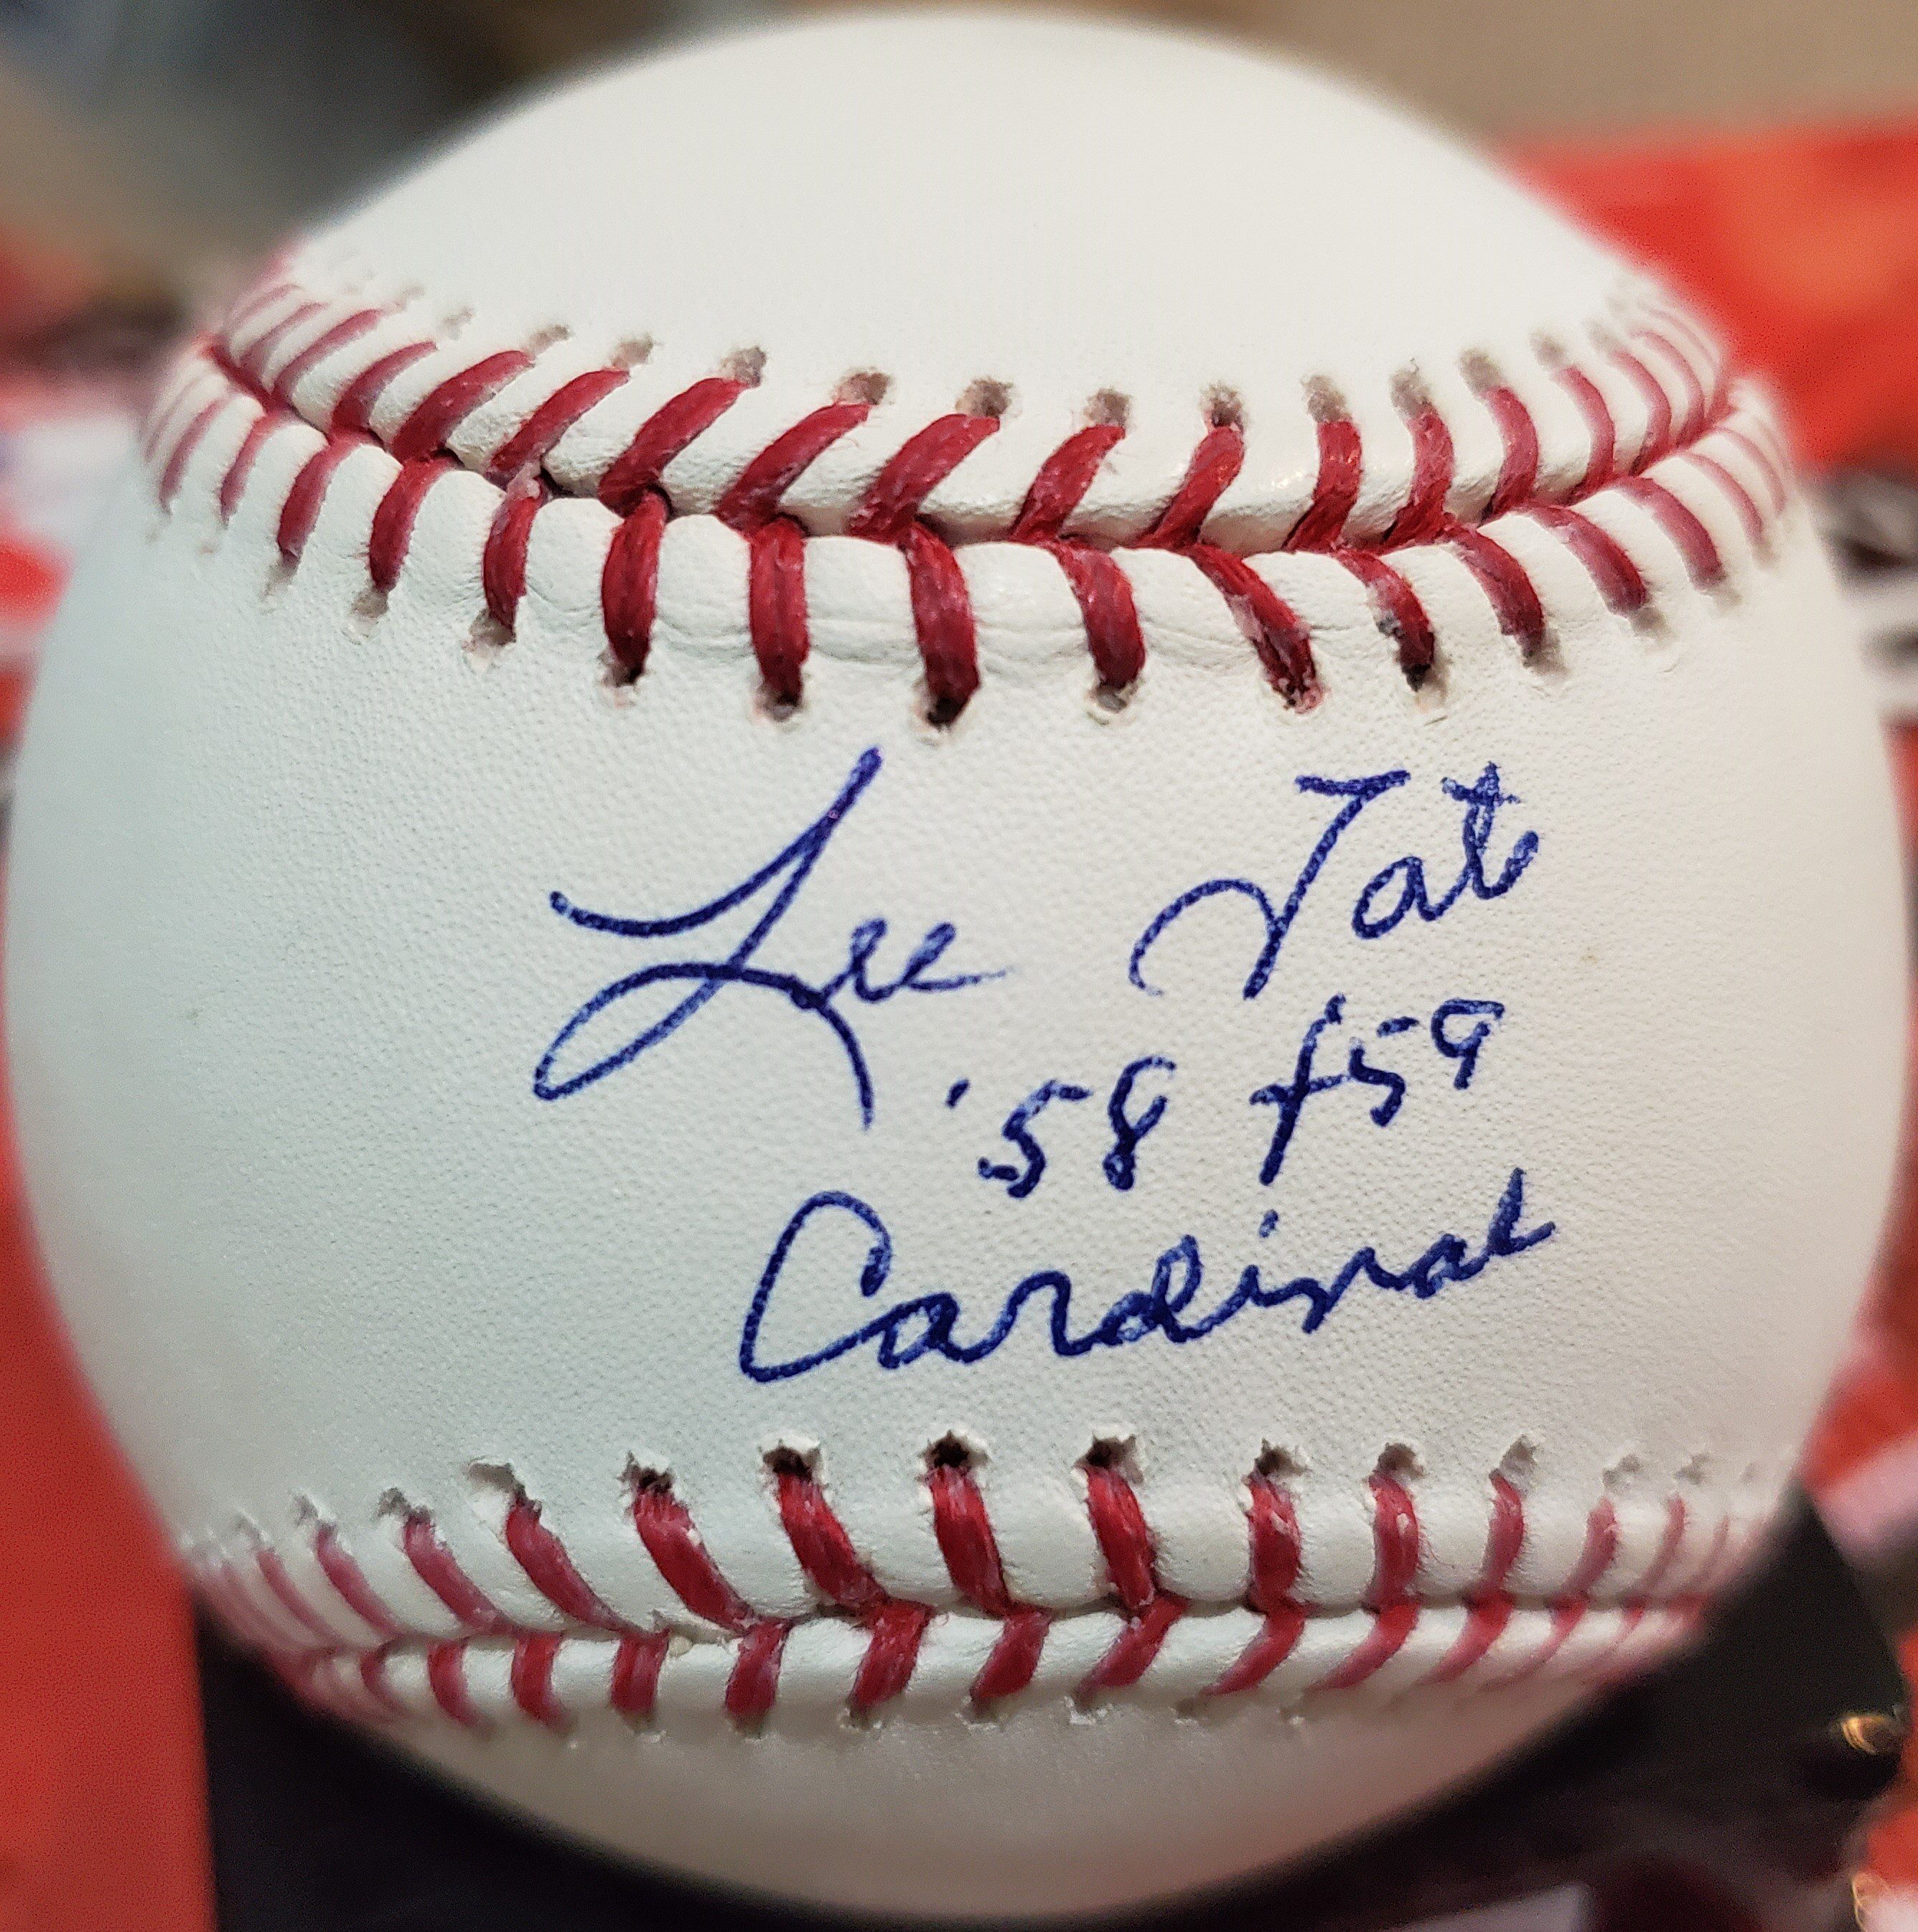 Lee Tate
'58 + 59
Cardinal